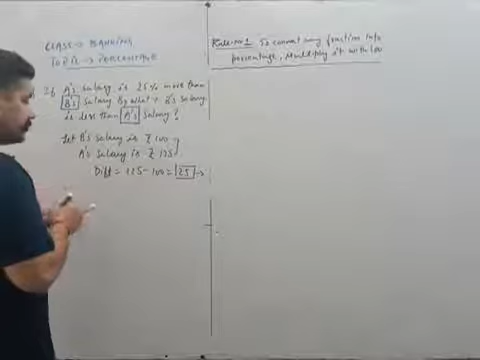 CLASS → BANKING
TOPIC → PERCENTAGE
If A's salary is 25% more than
B's salary By what % B's salary
is less than A's salary?
Let B's salary is ₹ 100
A's salary is ₹ 125
Diff = 125 - 100 = 25 →
Rule no 1 To convert any fraction into
percentage, Multiply it with 100